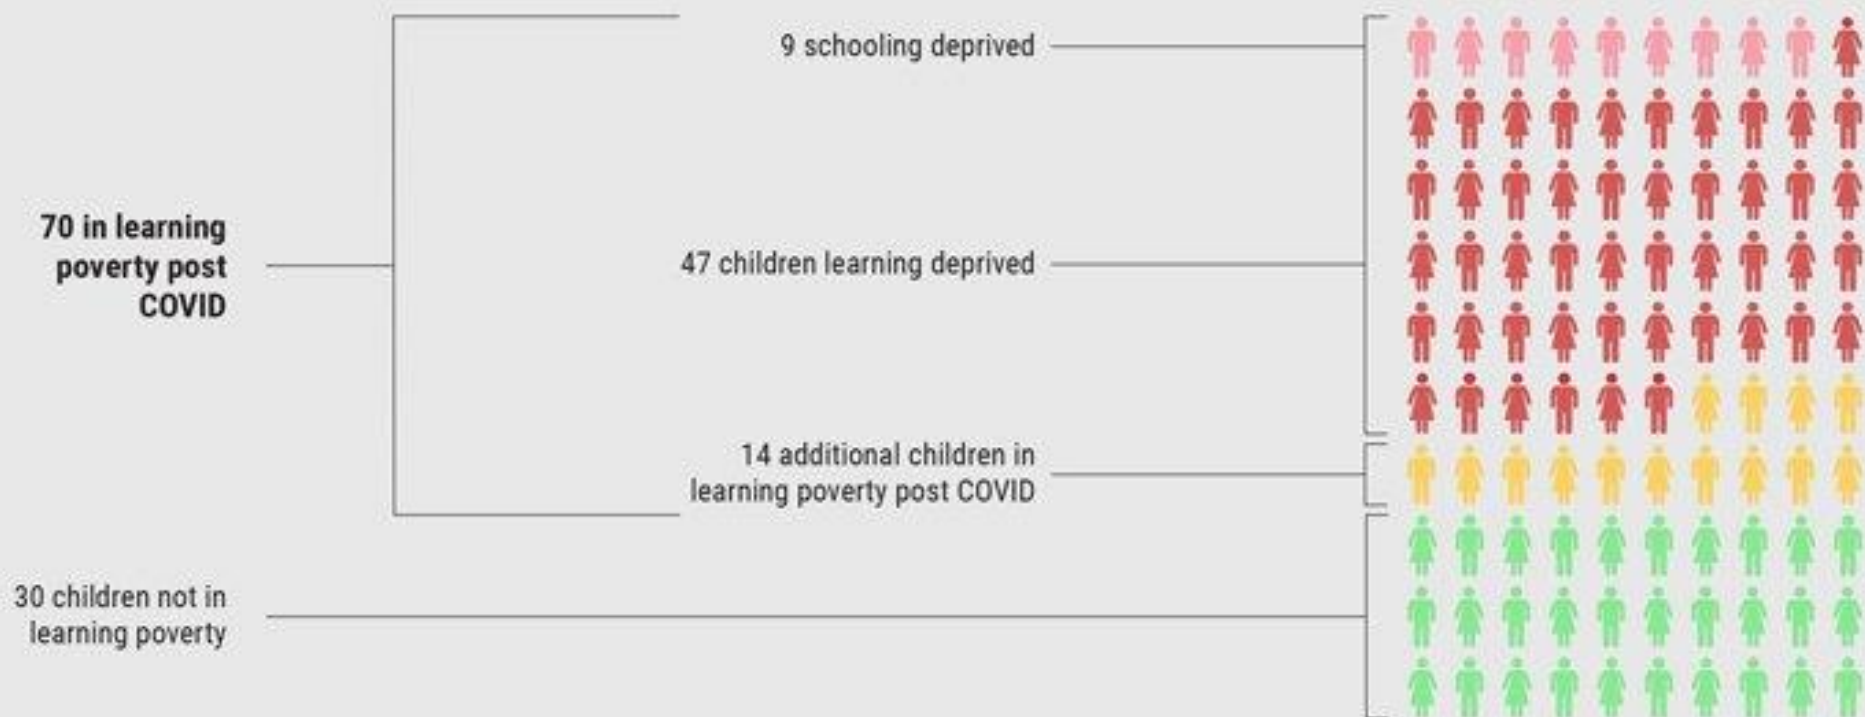 9 schooling deprived
70 in learning
poverty post
COVID
47 children learning deprived
14 additional children in
learning poverty post COVID
30 children not in
learning poverty